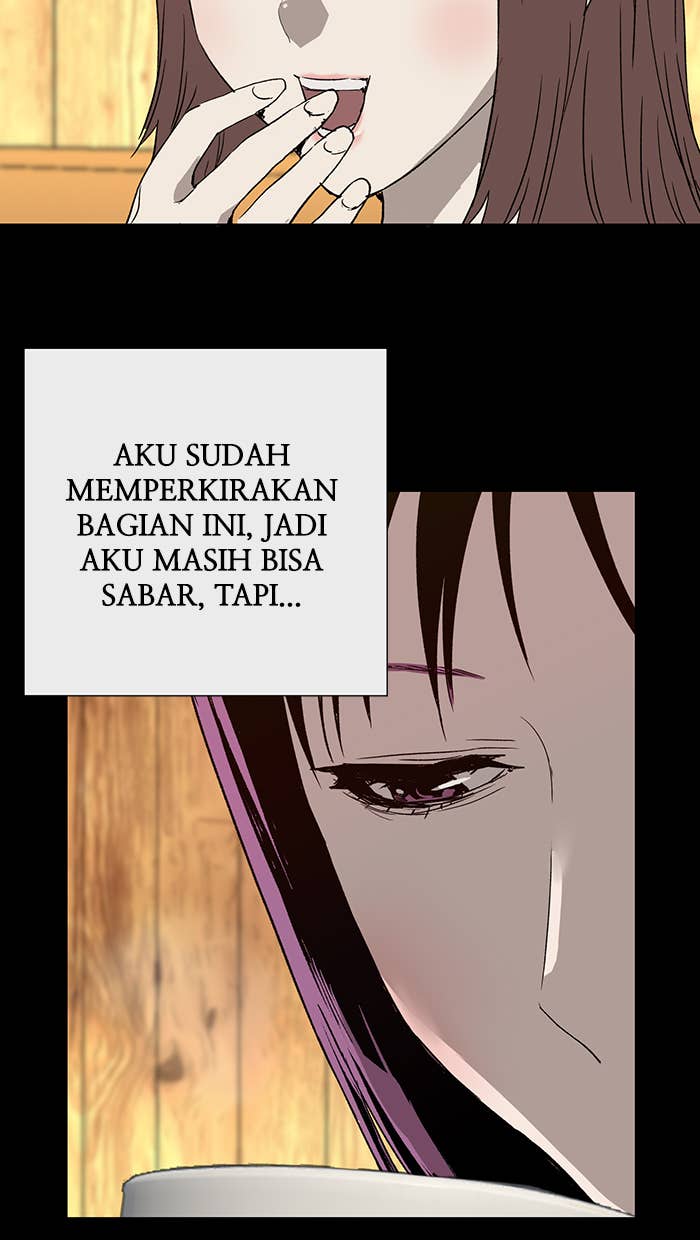 AKU SUDAH
MEMPERKIRAKAN
BAGIAN INI, JADI
AKU MASIH BISA
SABAR, TAPI...